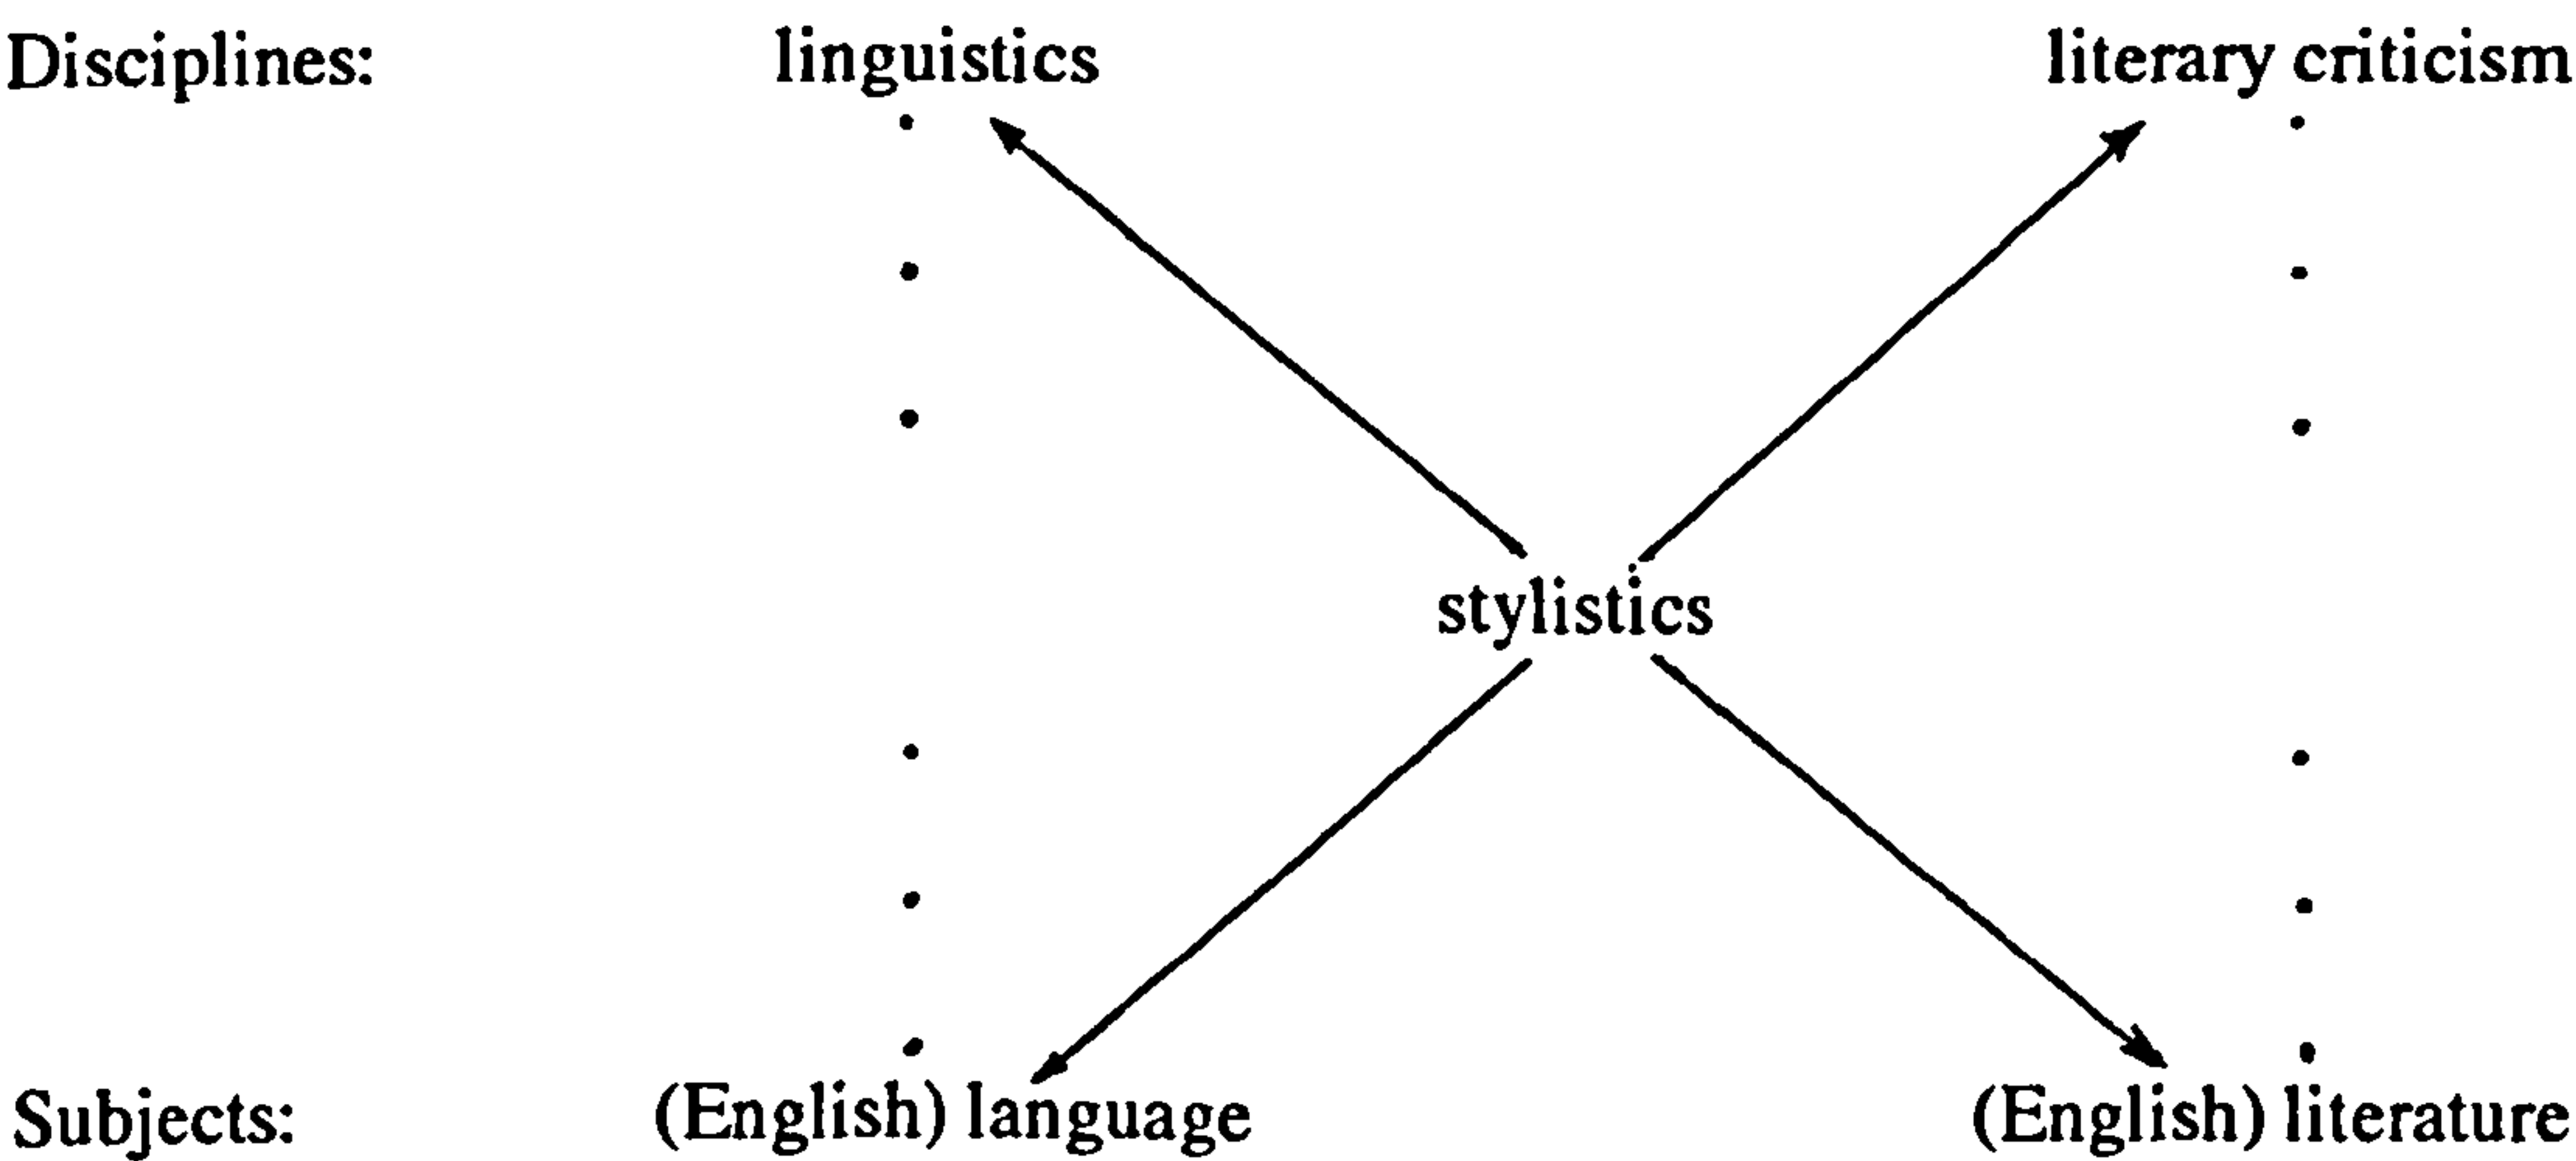 Disciplines: linguistics literary criticism
stylistics
Subjects: (English) language (English) literature